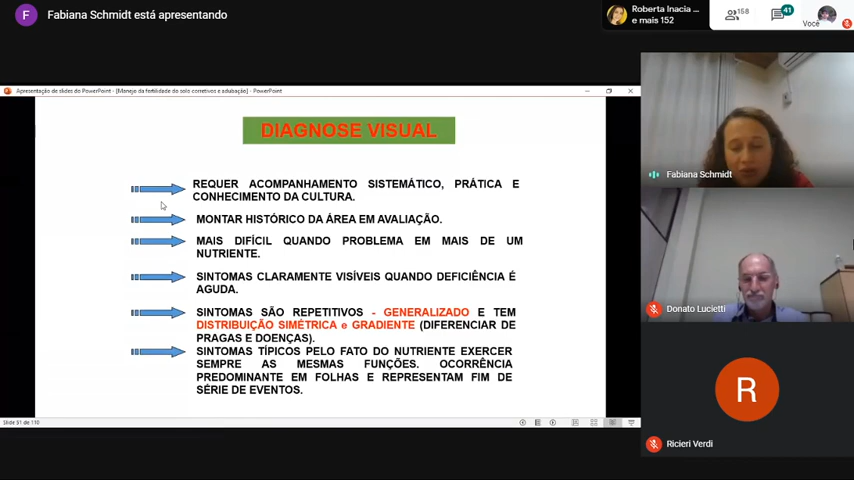 F Fabiana Schmidt está apresentando
Roberta Inacia ...
e mais 152
158
41
Você
Apresentação de slides do PowerPoint - [Manejo da fertilidade do solo corretivos e adubação] - PowerPoint
DIAGNOSE VISUAL
REQUER ACOMPANHAMENTO SISTEMÁTICO, PRÁTICA E
CONHECIMENTO DA CULTURA.
MONTAR HISTÓRICO DA ÁREA EM AVALIAÇÃO.
MAIS DIFÍCIL QUANDO PROBLEMA EM MAIS DE UM
NUTRIENTE.
SINTOMAS CLARAMENTE VISÍVEIS QUANDO DEFICIÊNCIA É
AGUDA.
SINTOMAS SÃO REPETITIVOS - GENERALIZADO E TEM
DISTRIBUIÇÃO SIMÉTRICA e GRADIENTE (DIFERENCIAR DE
PRAGAS E DOENÇAS).
SINTOMAS TÍPICOS PELO FATO DO NUTRIENTE EXERCER
SEMPRE AS MESMAS FUNÇÕES. OCORRÊNCIA
PREDOMINANTE EM FOLHAS E REPRESENTAM FIM DE
SÉRIE DE EVENTOS.
Slide 51 de 110
Fabiana Schmidt
Donato Lucietti
R
Ricieri Verdi